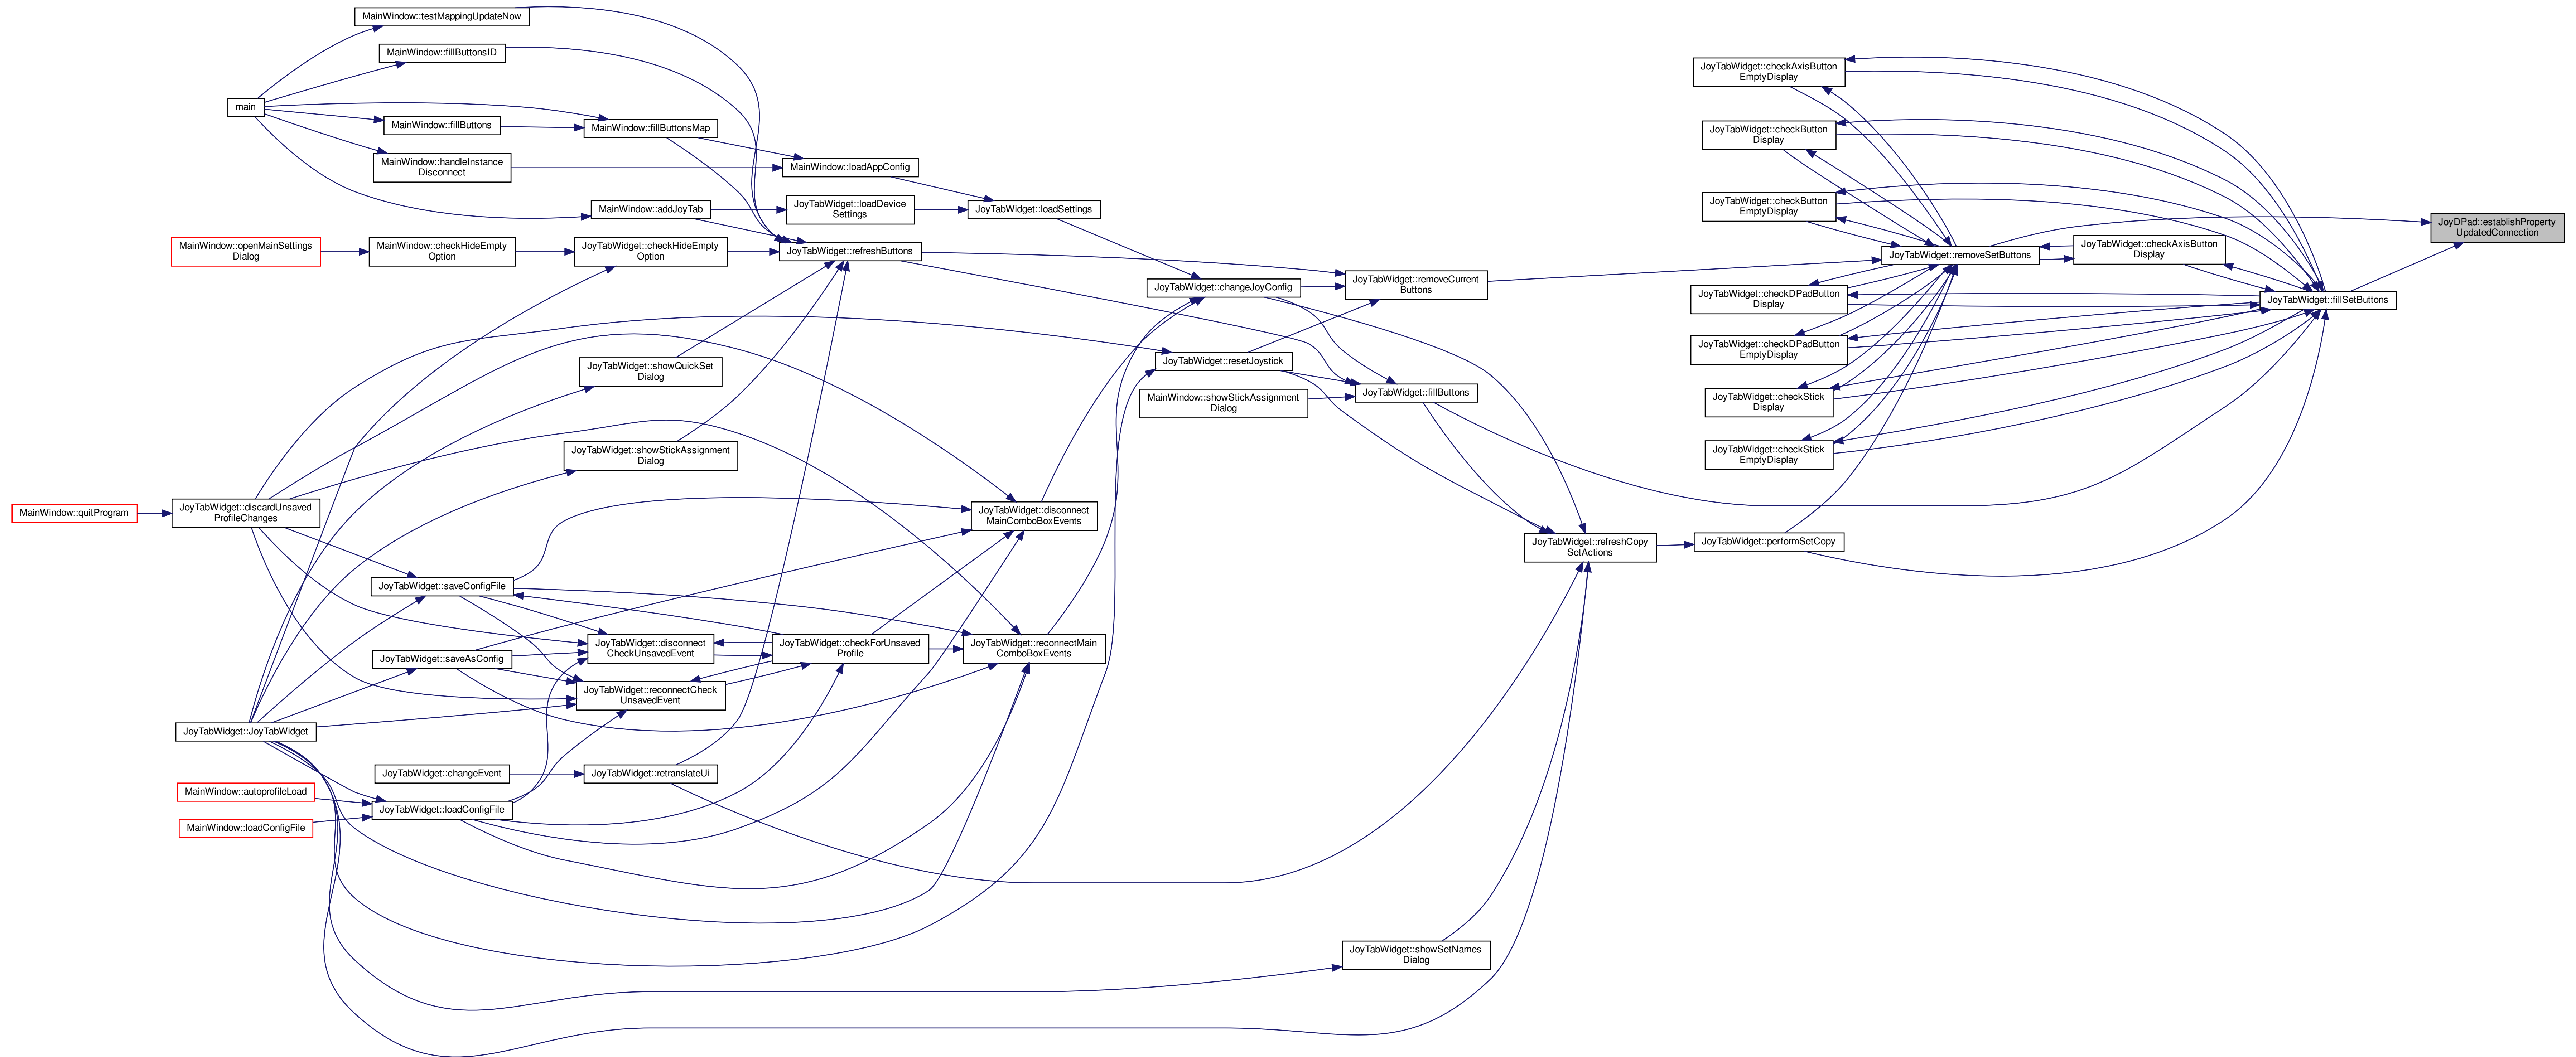 MainWindow::testMappingUpdateNow
MainWindow::fillButtonsID
main
MainWindow::fillButtons
MainWindow::fillButtonsMap
MainWindow::handleInstance
Disconnect
MainWindow::loadAppConfig
MainWindow::addJoyTab
JoyTabWidget::loadDevice
Settings
JoyTabWidget::loadSettings
MainWindow::openMainSettings
Dialog
MainWindow::checkHideEmpty
Option
JoyTabWidget::checkHideEmpty
Option
JoyTabWidget::refreshButtons
JoyTabWidget::changeJoyConfig
JoyTabWidget::removeCurrent
Buttons
JoyTabWidget::checkAxisButton
EmptyDisplay
JoyTabWidget::checkButton
Display
JoyTabWidget::checkButton
EmptyDisplay
JoyTabWidget::removeSetButtons
JoyTabWidget::checkAxisButton
Display
JoyDPad::establishProperty
UpdatedConnection
JoyTabWidget::fillSetButtons
JoyTabWidget::checkDPadButton
Display
JoyTabWidget::checkDPadButton
EmptyDisplay
JoyTabWidget::checkStick
Display
JoyTabWidget::checkStick
EmptyDisplay
JoyTabWidget::showQuickSet
Dialog
JoyTabWidget::resetJoystick
MainWindow::showStickAssignment
Dialog
JoyTabWidget::fillButtons
JoyTabWidget::showStickAssignment
Dialog
MainWindow::quitProgram
JoyTabWidget::discardUnsaved
ProfileChanges
JoyTabWidget::disconnect
MainComboBoxEvents
JoyTabWidget::refreshCopy
SetActions
JoyTabWidget::performSetCopy
JoyTabWidget::saveConfigFile
JoyTabWidget::saveAsConfig
JoyTabWidget::disconnect
CheckUnsavedEvent
JoyTabWidget::checkForUnsaved
Profile
JoyTabWidget::reconnectMain
ComboBoxEvents
JoyTabWidget::reconnectCheck
UnsavedEvent
JoyTabWidget::JoyTabWidget
JoyTabWidget::changeEvent
JoyTabWidget::retranslateUi
MainWindow::autoprofileLoad
JoyTabWidget::loadConfigFile
MainWindow::loadConfigFile
JoyTabWidget::showSetNames
Dialog